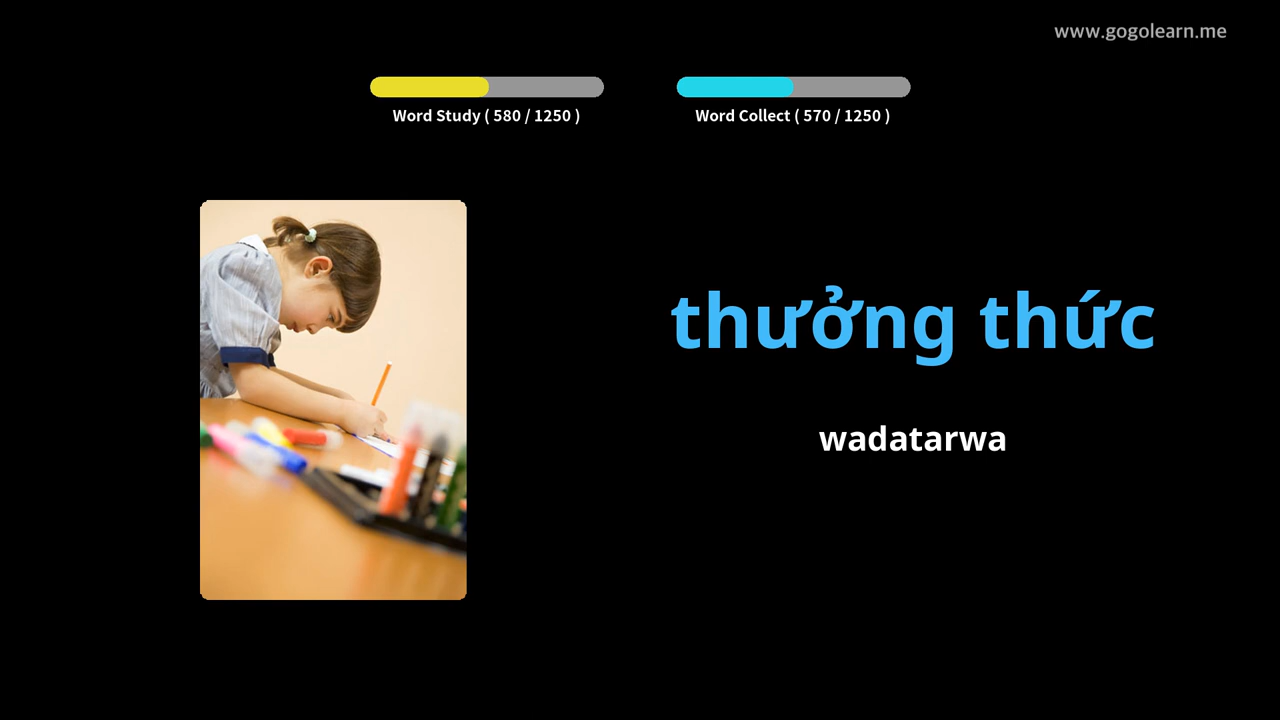 www.gogolearn.me
Word Study ( 580 / 1250 )
Word Collect ( 570 / 1250 )
thưởng thức
wadatarwa